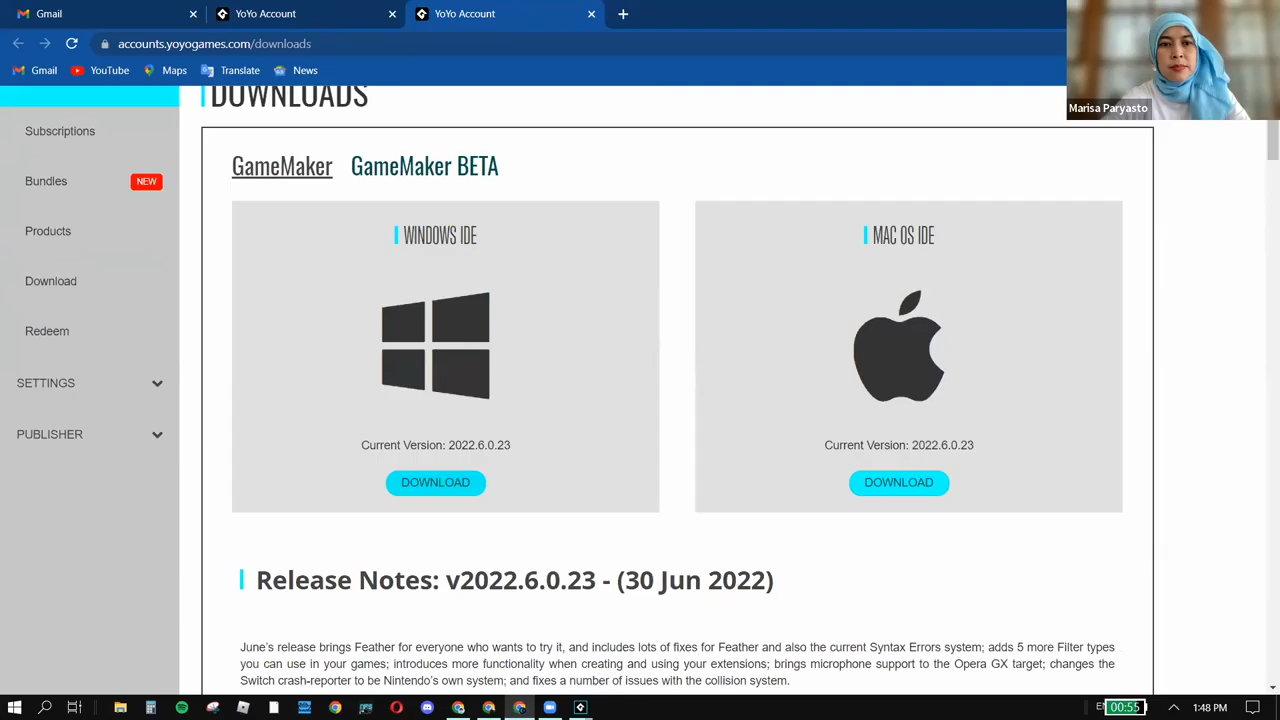 Gmail
YoYo Account
YoYo Account
accounts.yoyogames.com/downloads
Gmail YouTube Maps Translate News
Marisa Paryasto
DOWNLOADS
Subscriptions
Bundles NEW
Products
Download
Redeem
SETTINGS
PUBLISHER
GameMaker GameMaker BETA
WINDOWS IDE
Current Version: 2022.6.0.23
DOWNLOAD
MAC OS IDE
Current Version: 2022.6.0.23
DOWNLOAD
Release Notes: v2022.6.0.23 - (30 Jun 2022)
June's release brings Feather for everyone who wants to try it, and includes lots of fixes for Feather and also the current Syntax Errors system; adds 5 more Filter types
you can use in your games; introduces more functionality when creating and using your extensions; brings microphone support to the Opera GX target; changes the
Switch crash-reporter to be Nintendo's own system; and fixes a number of issues with the collision system.
00:55
1:48 PM